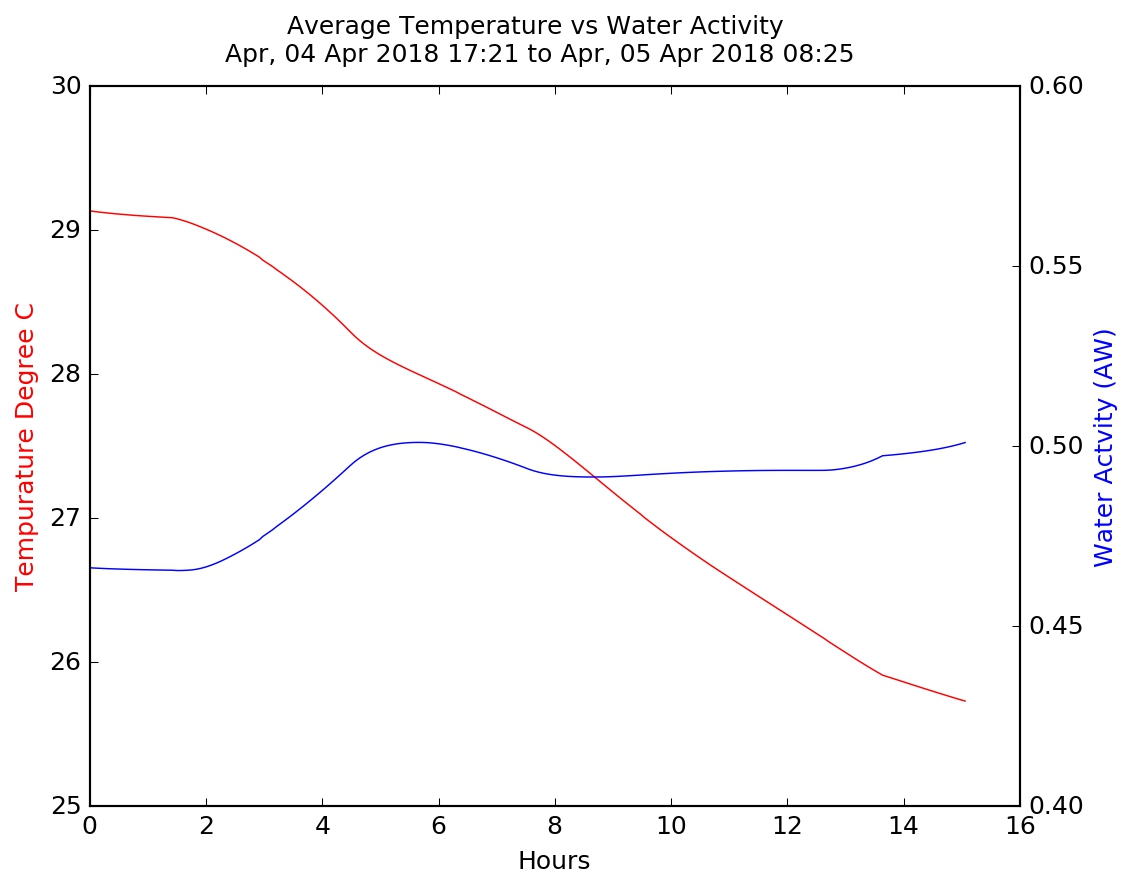 Average Temperature vs Water Activity
Apr, 04 Apr 2018 17:21 to Apr, 05 Apr 2018 08:25
30
29
28
27
26
25
Tempurature Degree C
0.60
0.55
0.50
0.45
0.40
Water Actvity (AW)
0 2 4 6 8 10 12 14 16
Hours